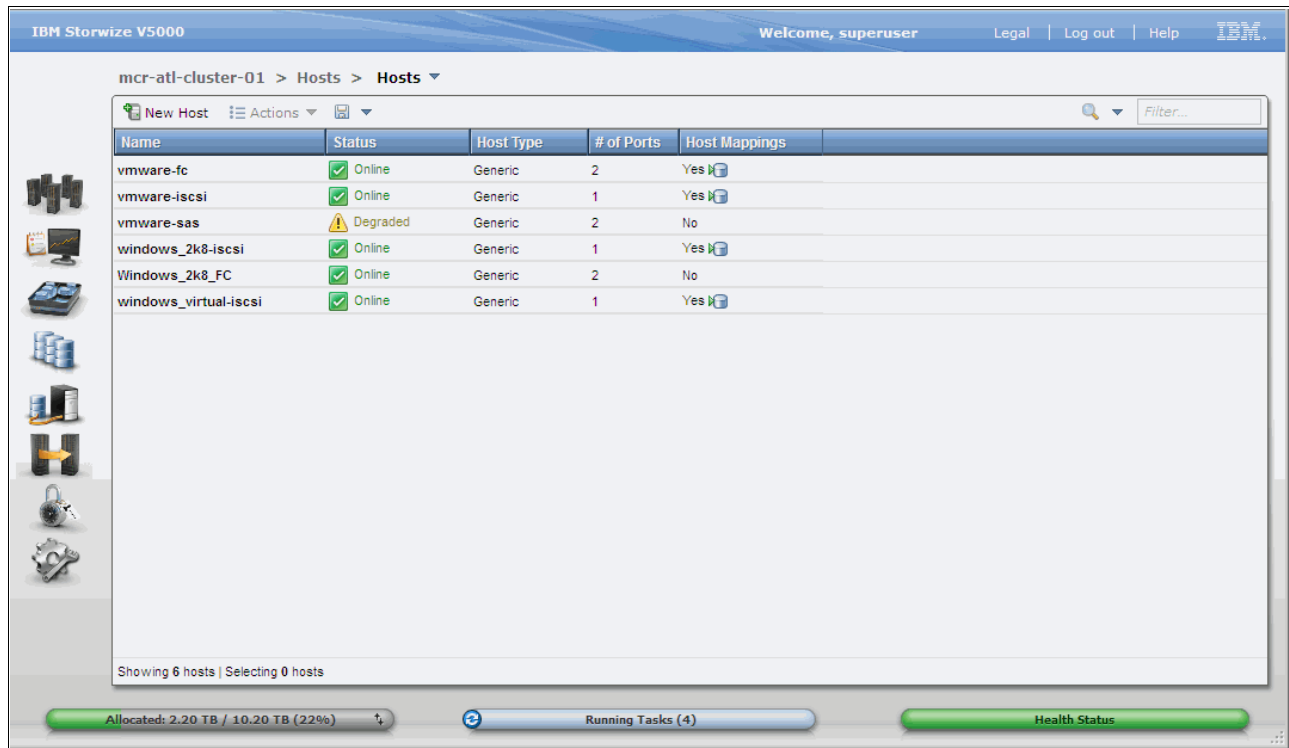 IBM Storwize V5000 Welcome, superuser Legal | Log out | Help IBM.
mcr-atl-cluster-01 > Hosts > Hosts
New Host Actions Filter...
Name Status Host Type # of Ports Host Mappings
vmware-fc Online Generic 2 Yes
vmware-iscsi Online Generic 1 Yes
vmware-sas Degraded Generic 2 No
windows_2k8-iscsi Online Generic 1 Yes
Windows_2k8_FC Online Generic 2 No
windows_virtual-iscsi Online Generic 1 Yes
Showing 6 hosts | Selecting 0 hosts
Allocated: 2.20 TB / 10.20 TB (22%) Running Tasks (4) Health Status